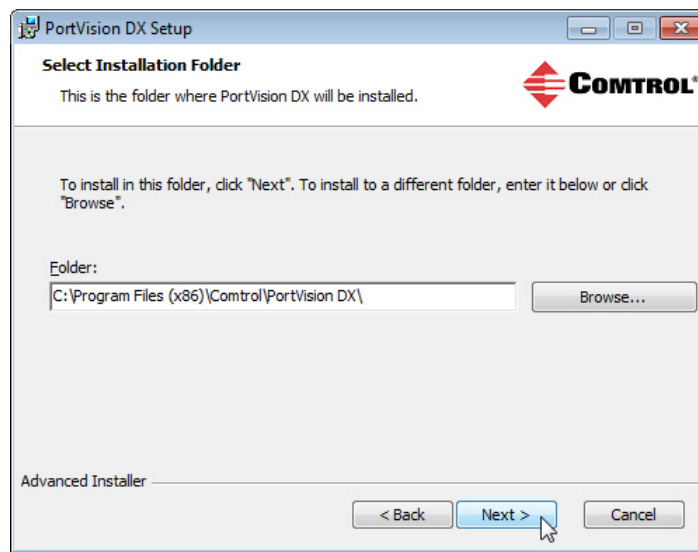 PortVision DX Setup
Select Installation Folder
This is the folder where PortVision DX will be installed.
COMTROL®
To install in this folder, click "Next". To install to a different folder, enter it below or click
"Browse".
Folder:
C:\Program Files (x86)\Comtrol\PortVision DX\
Browse...
Advanced Installer
< Back
Next >
Cancel